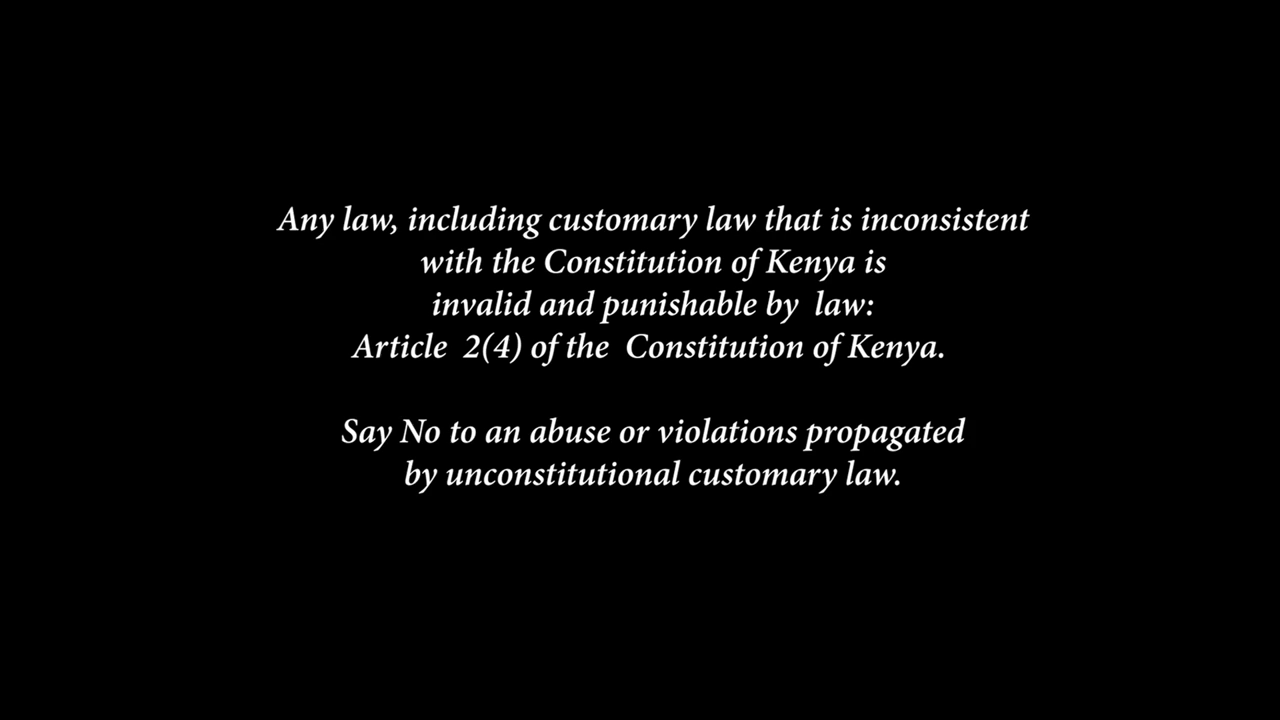 Any law, including customary law that is inconsistent
with the Constitution of Kenya is
invalid and punishable by law:
Article 2(4) of the Constitution of Kenya.
Say No to an abuse or violations propagated
by unconstitutional customary law.